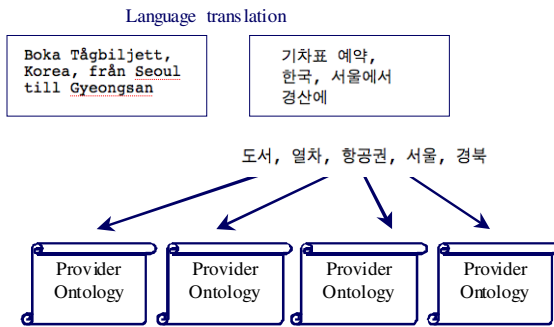 Language translation
Boka Tågbiljett,
Korea, från Seoul
till Gyeongsan
기차표 예약,
한국, 서울에서
경산에
도서, 열차, 항공권, 서울, 경북
Provider
Ontology
Provider
Ontology
Provider
Ontology
Provider
Ontology